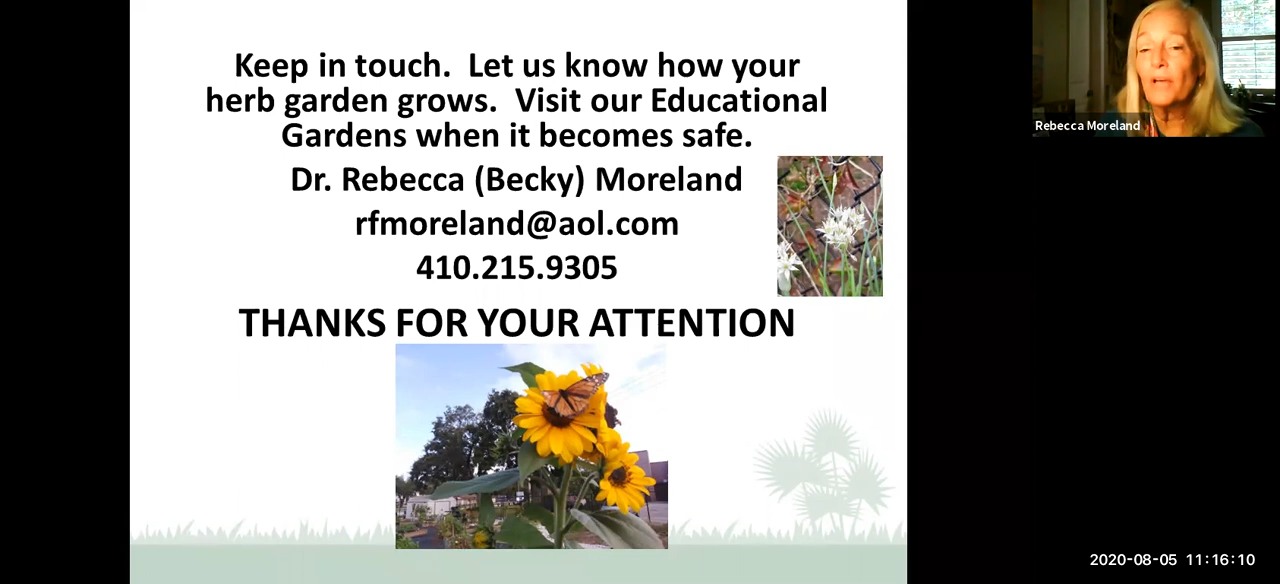 Keep in touch.  Let us know how your
herb garden grows.  Visit our Educational
Gardens when it becomes safe.
Dr. Rebecca (Becky) Moreland
rfmoreland@aol.com
410.215.9305
THANKS FOR YOUR ATTENTION
Rebecca Moreland
2020-08-05 11:16:10